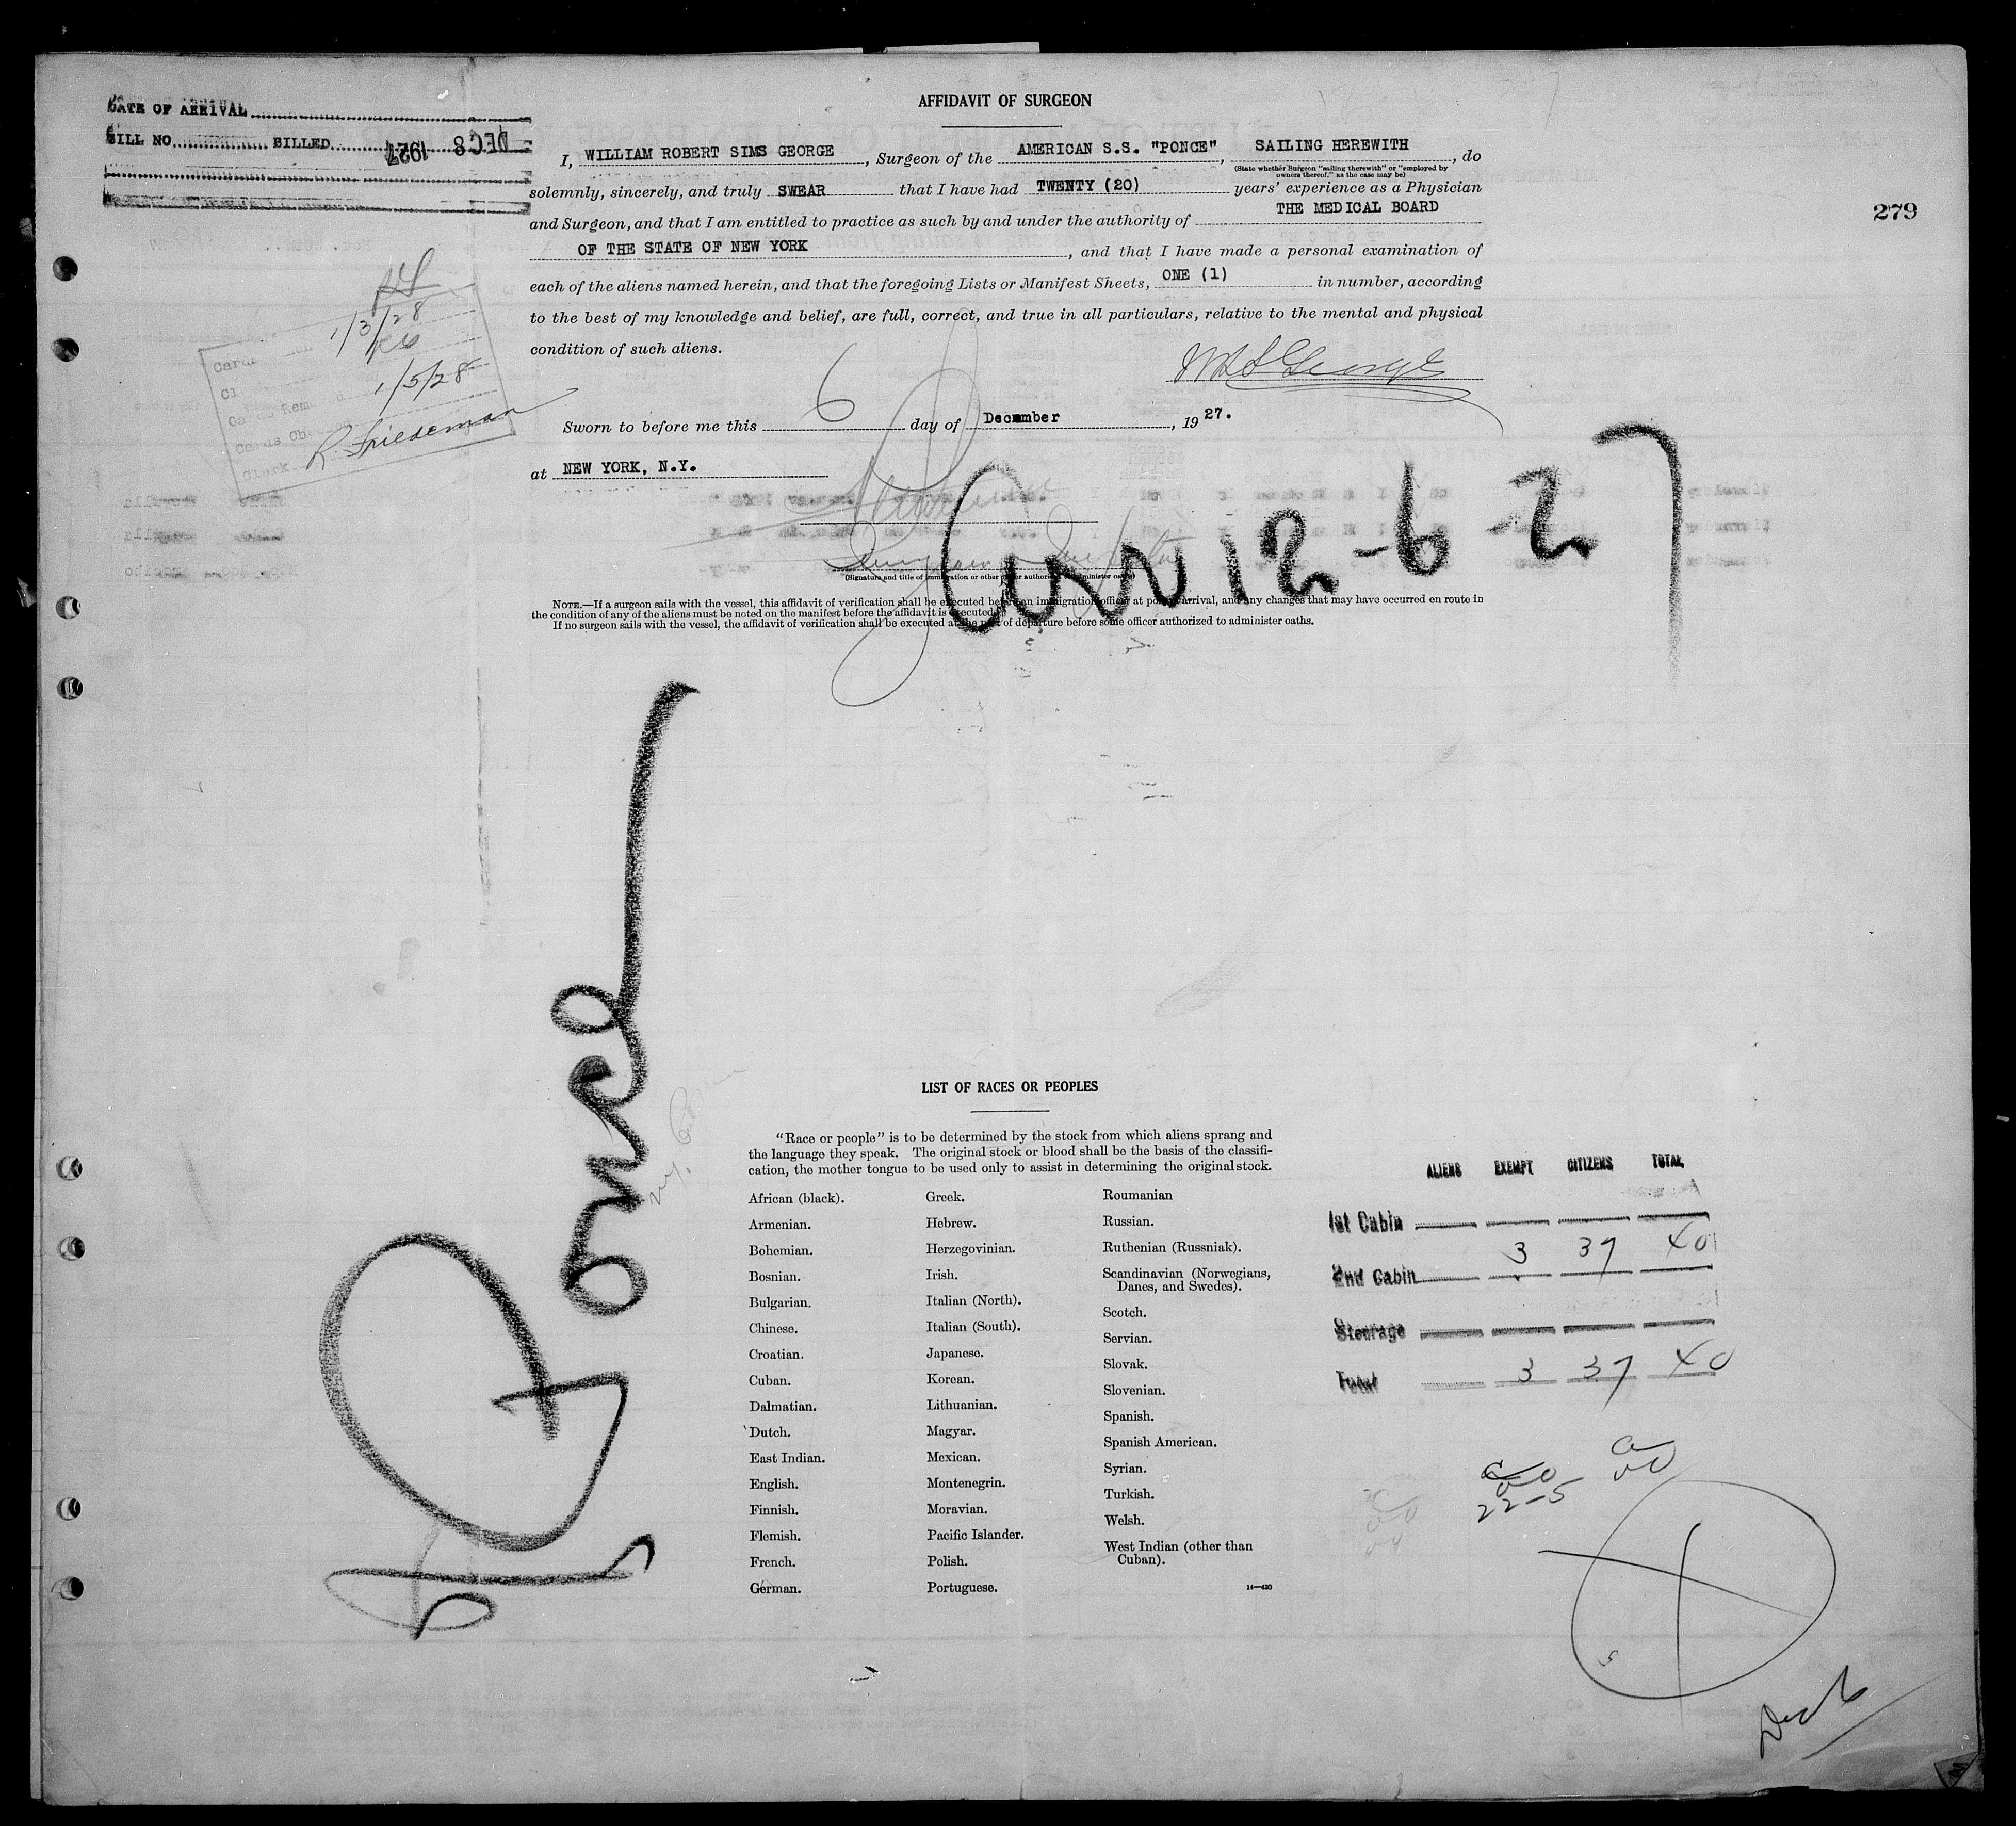 DATE OF ARRIVAL
BILL NO. BILLED DEC 8 1927
279
AFFIDAVIT OF SURGEON
I, WILLIAM ROBERT SIMS GEORGE, Surgeon of the AMERICAN S.S. "PONCE", SAILING HEREWITH, do
(State whether Surgeon "sailing therewith" or "employed by owners thereof," as the case may be)
solemnly, sincerely, and truly SWEAR that I have had TWENTY (20) years' experience as a Physician
and Surgeon, and that I am entitled to practice as such by and under the authority of THE MEDICAL BOARD
OF THE STATE OF NEW YORK, and that I have made a personal examination of
each of the aliens named herein, and that the foregoing Lists or Manifest Sheets, ONE (1) in number, according
to the best of my knowledge and belief, are full, correct, and true in all particulars, relative to the mental and physical
condition of such aliens.
W R S George
Sworn to before me this 6 day of December, 1927.
at NEW YORK, N.Y.
(Signature and title of immigration or other officer authorized to administer oaths)
NOTE.—If a surgeon sails with the vessel, this affidavit of verification shall be executed before an immigration officer at port of arrival, and any changes that may have occurred en route in
the condition of any of the aliens must be noted on the manifest before the affidavit is executed.
If no surgeon sails with the vessel, the affidavit of verification shall be executed at the port of departure before some officer authorized to administer oaths.
1/3/28
1/5/28
Clerk R. Friedeman
Arr 12-6-27
Ponce
LIST OF RACES OR PEOPLES
"Race or people" is to be determined by the stock from which aliens sprang and
the language they speak. The original stock or blood shall be the basis of the classifi-
cation, the mother tongue to be used only to assist in determining the original stock.
African (black).
Armenian.
Bohemian.
Bosnian.
Bulgarian.
Chinese.
Croatian.
Cuban.
Dalmatian.
Dutch.
East Indian.
English.
Finnish.
Flemish.
French.
German.
Greek.
Hebrew.
Herzegovinian.
Irish.
Italian (North).
Italian (South).
Japanese.
Korean.
Lithuanian.
Magyar.
Mexican.
Montenegrin.
Moravian.
Pacific Islander.
Polish.
Portuguese.
Roumanian
Russian.
Ruthenian (Russniak).
Scandinavian (Norwegians,
Danes, and Swedes).
Scotch.
Servian.
Slovak.
Slovenian.
Spanish.
Spanish American.
Syrian.
Turkish.
Welsh.
West Indian (other than
Cuban).
14—430
ALIENS EXEMPT CITIZENS TOTAL
1st Cabin
3 37 40
2nd Cabin
Steerage
Total 3 37 40
22-5
Dec 6